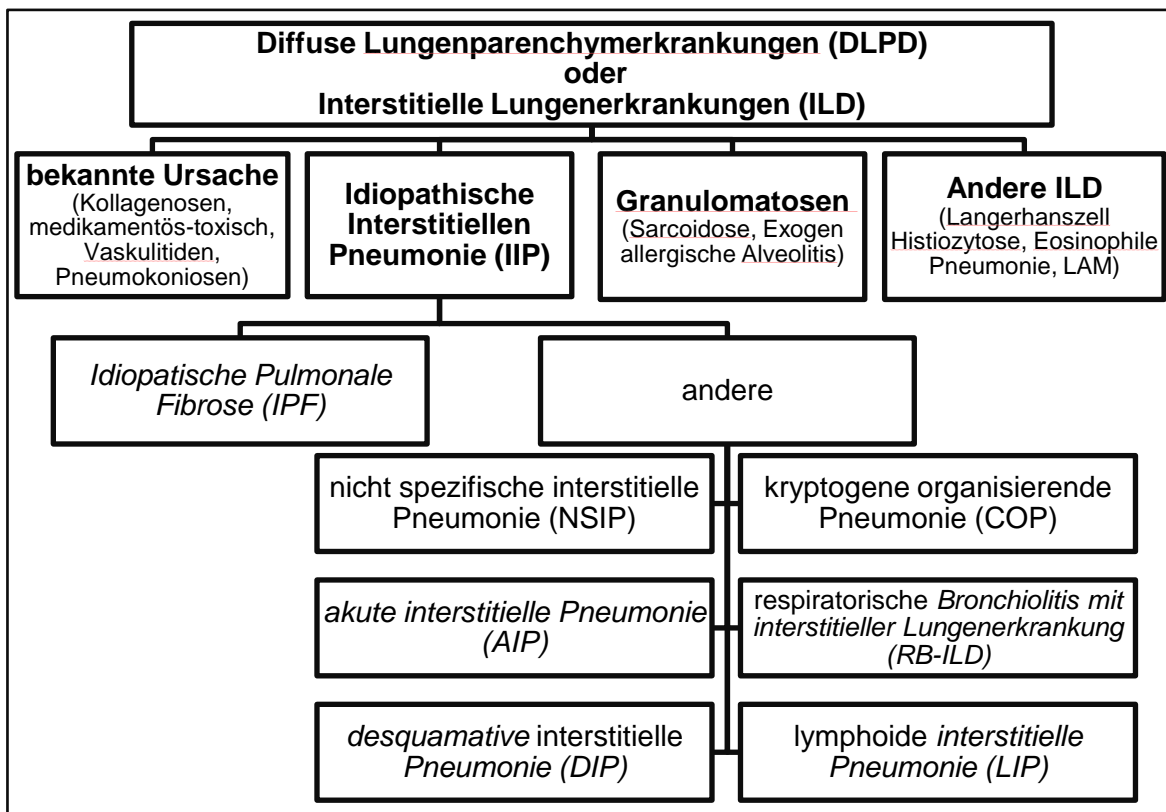 Diffuse Lungenparenchymerkrankungen (DLPD)
oder
Interstitielle Lungenerkrankungen (ILD)
bekannte Ursache
(Kollagenosen,
medikamentös-toxisch,
Vaskulitiden,
Pneumokoniosen)
Idiopathische
Interstitiellen
Pneumonie (IIP)
Granulomatosen
(Sarcoidose, Exogen
allergische Alveolitis)
Andere ILD
(Langerhanszell
Histiozytose, Eosinophile
Pneumonie, LAM)
Idiopatische Pulmonale
Fibrose (IPF)
andere
nicht spezifische interstitielle
Pneumonie (NSIP)
kryptogene organisierende
Pneumonie (COP)
akute interstitielle Pneumonie
(AIP)
respiratorische Bronchiolitis mit
interstitieller Lungenerkrankung
(RB-ILD)
desquamative interstitielle
Pneumonie (DIP)
lymphoide interstitielle
Pneumonie (LIP)